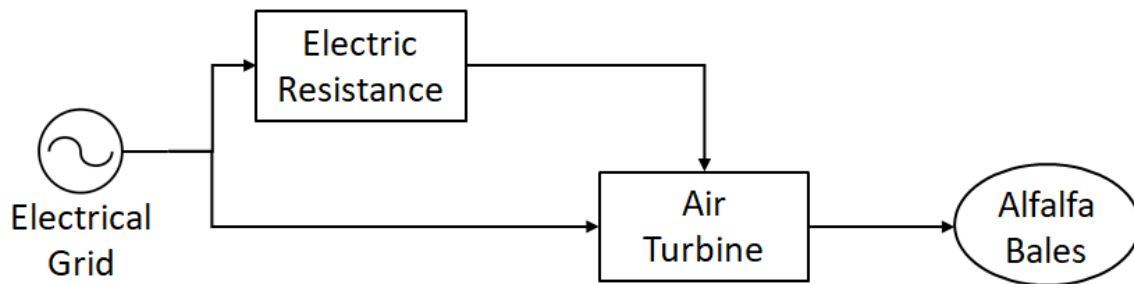 Electric
Resistance
Electrical
Grid
Air
Turbine
Alfalfa
Bales